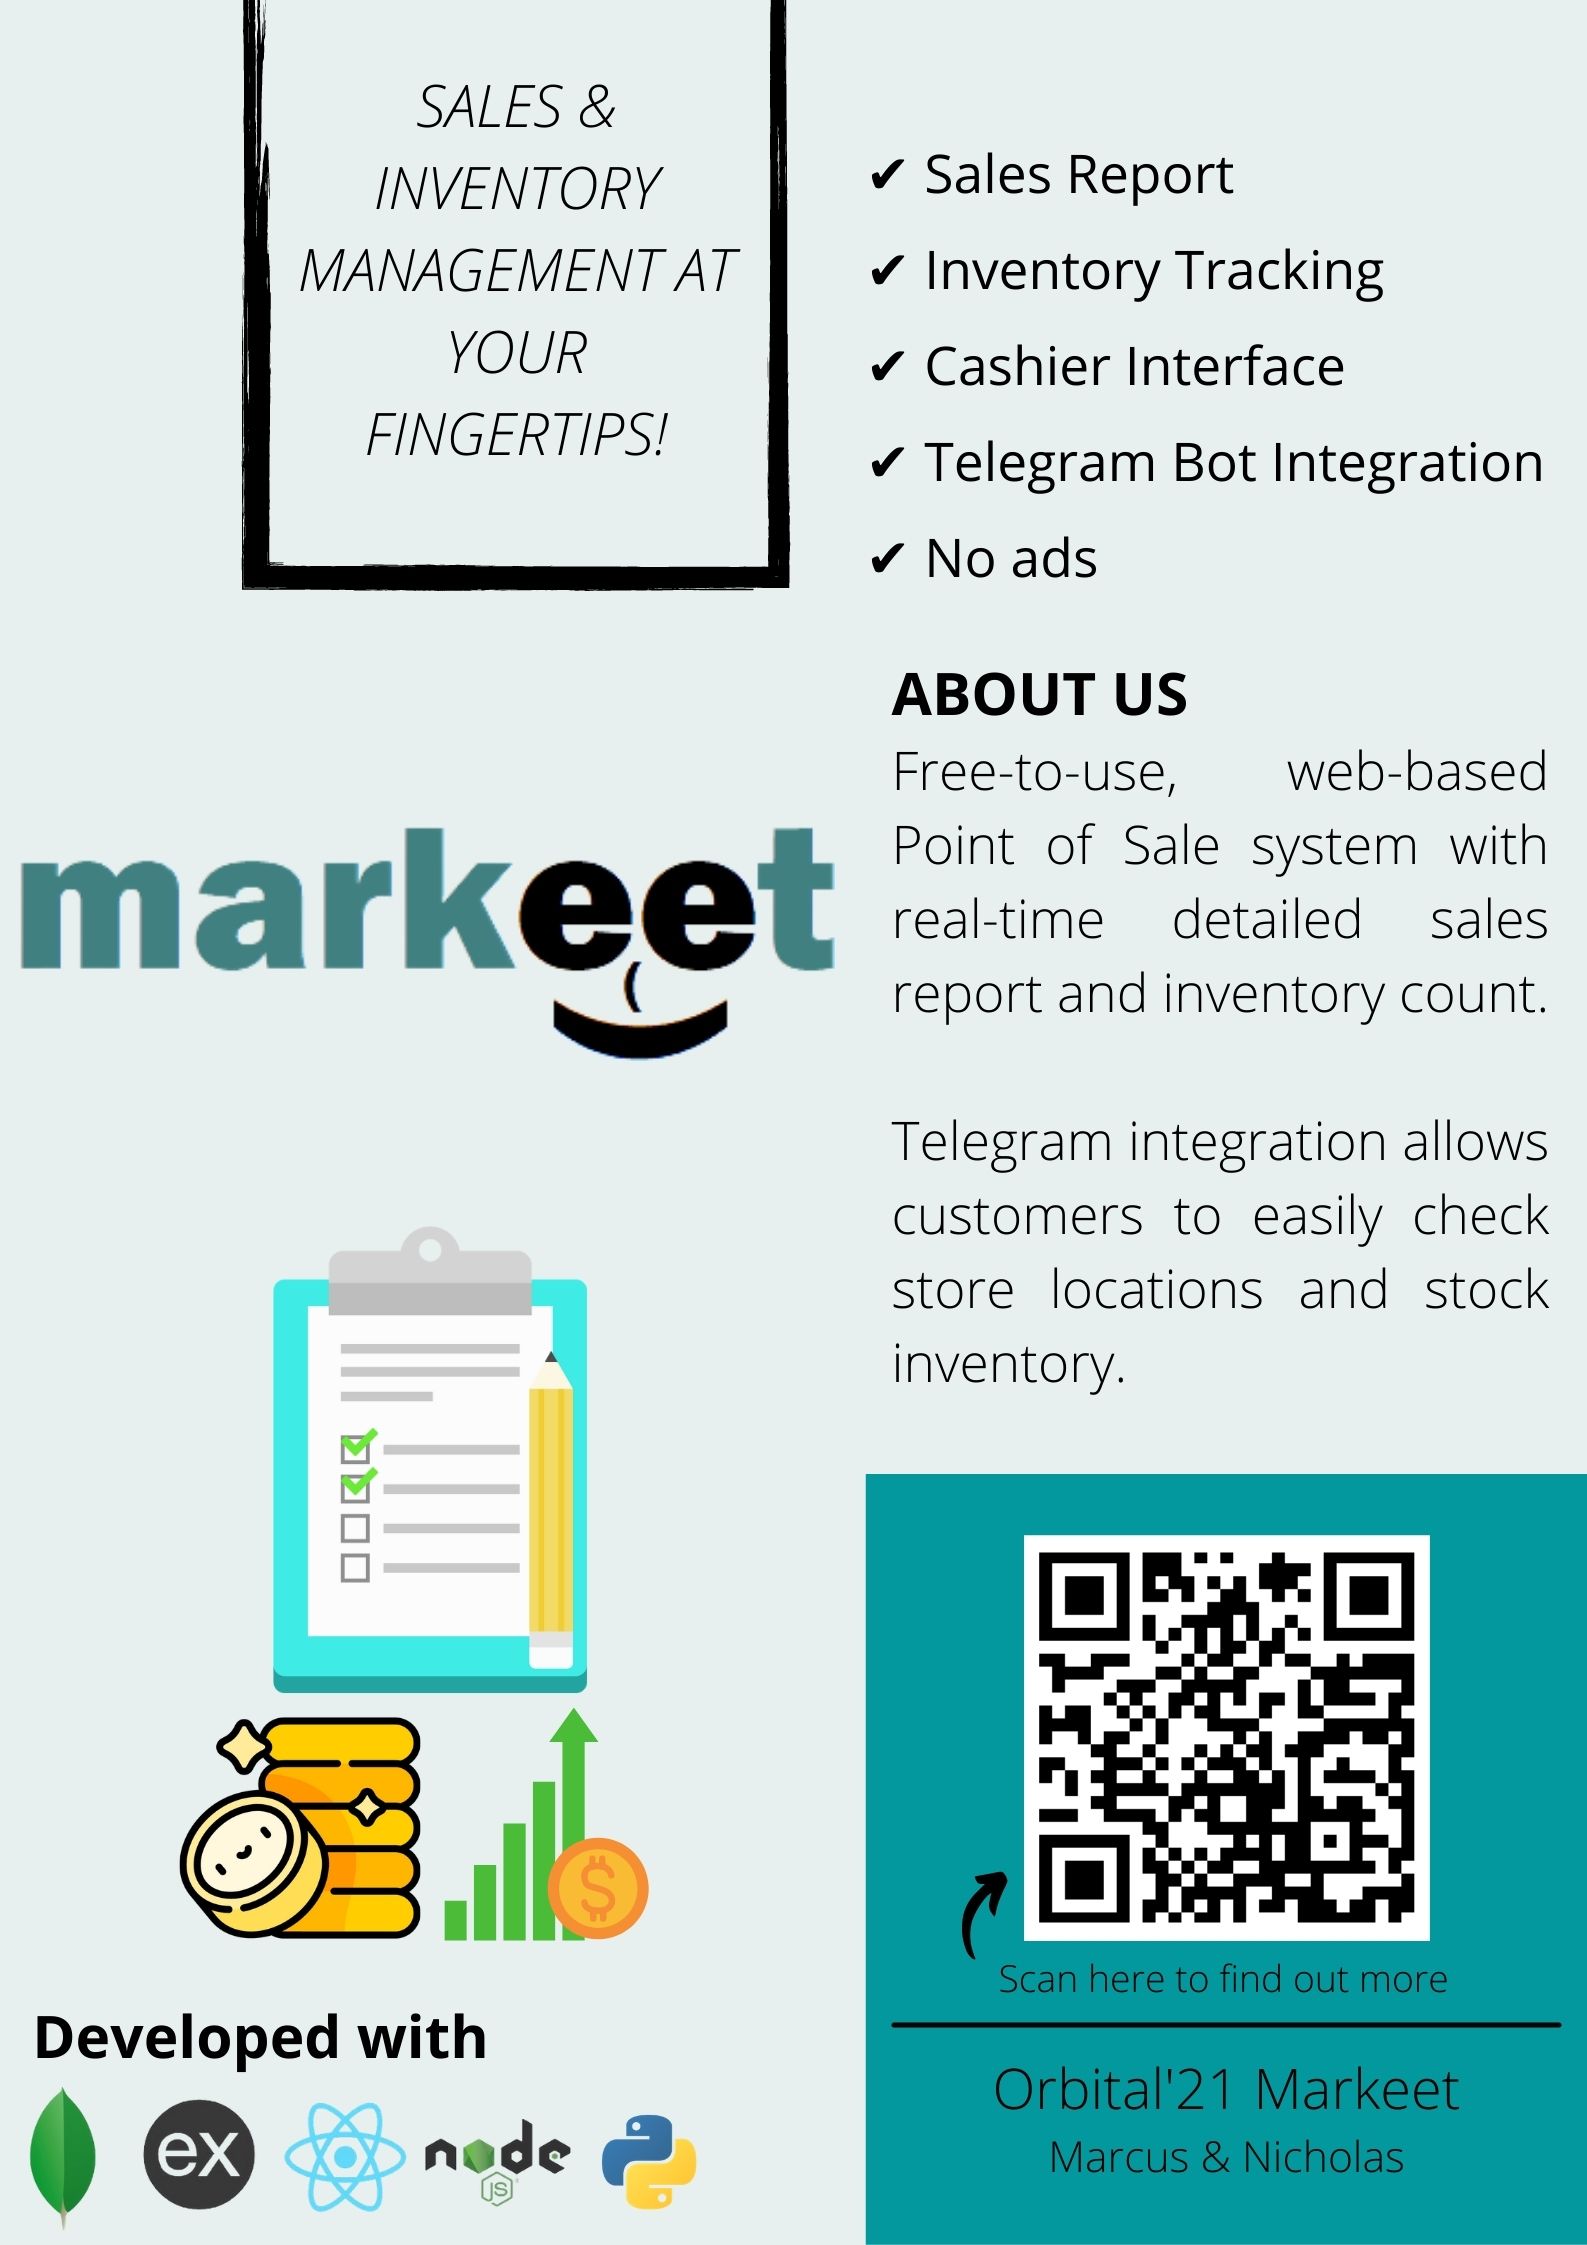 SALES &
INVENTORY
MANAGEMENT AT
YOUR
FINGERTIPS!
✔ Sales Report
✔ Inventory Tracking
✔ Cashier Interface
✔ Telegram Bot Integration
✔ No ads
markeet
ABOUT US
Free-to-use, web-based
Point of Sale system with
real-time detailed sales
report and inventory count.
Telegram integration allows
customers to easily check
store locations and stock
inventory.
Scan here to find out more
Orbital'21 Markeet
Marcus & Nicholas
Developed with
ex
node
JS